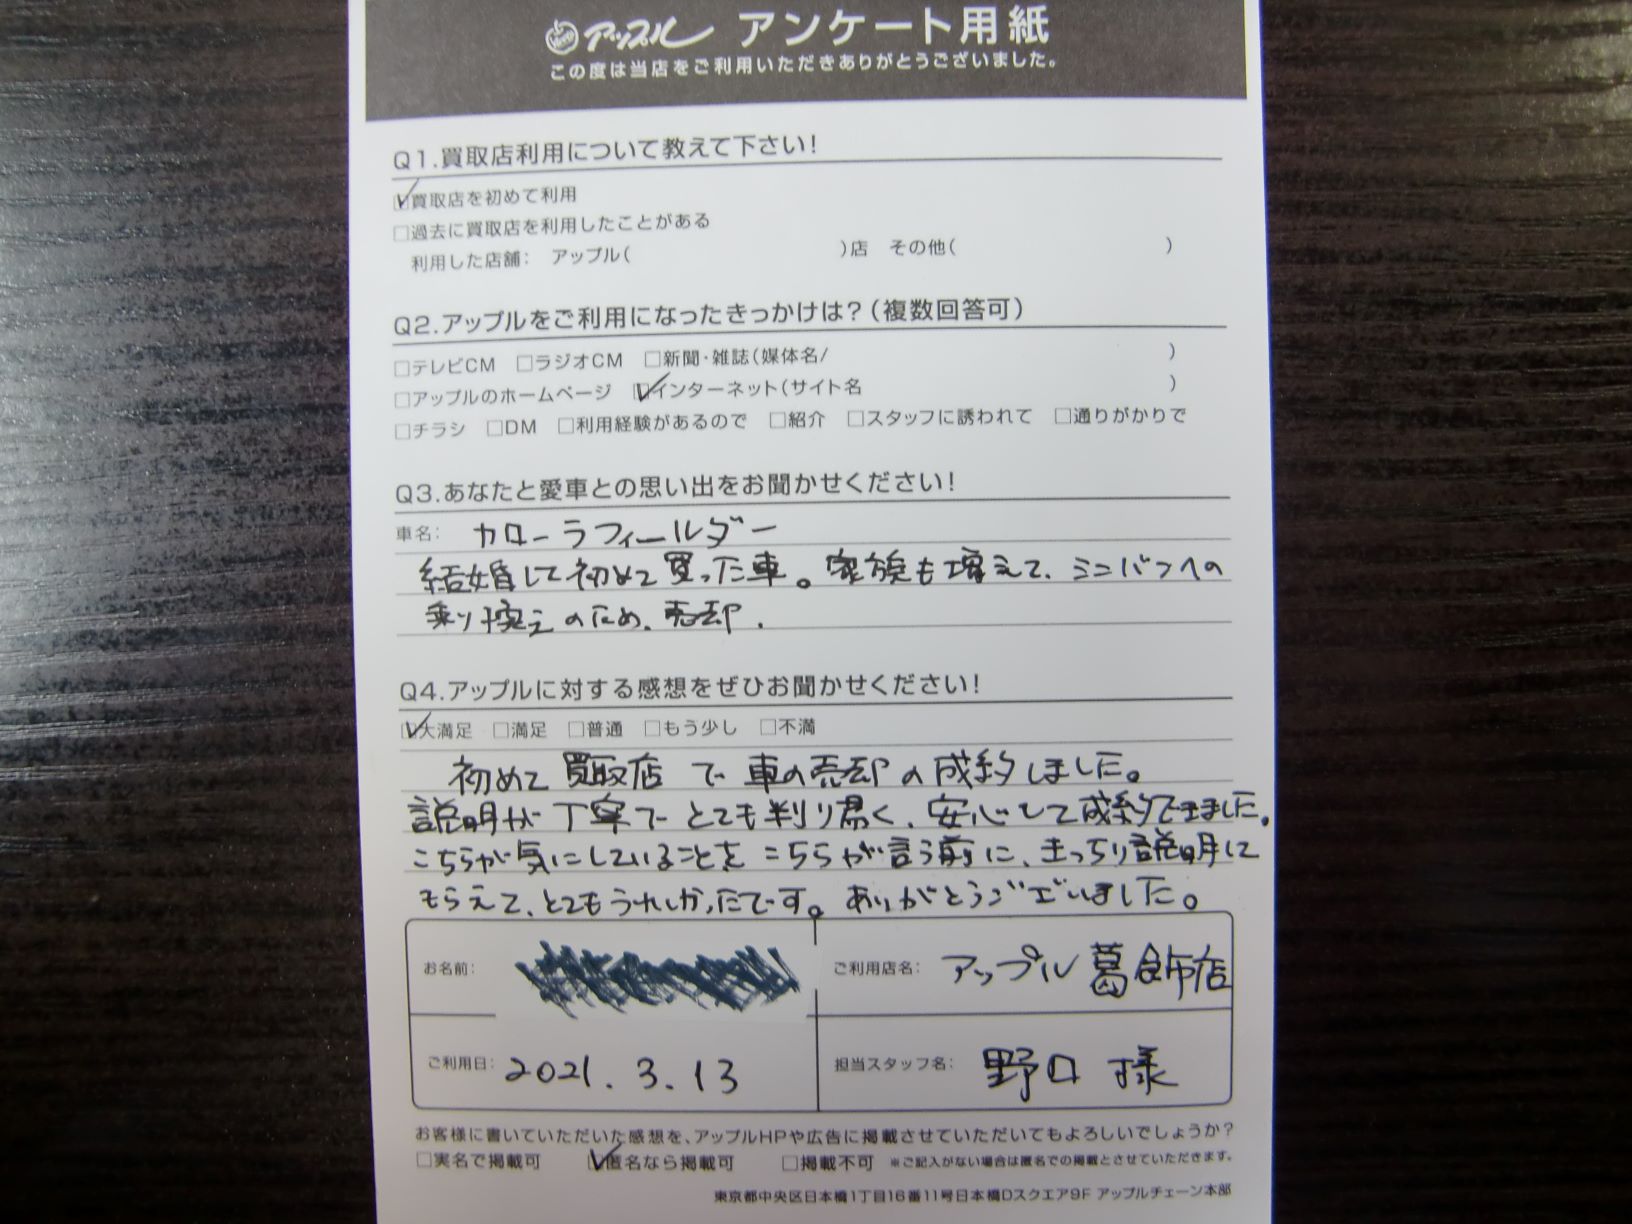 アップル アンケート用紙
この度は当店をご利用いただきありがとうございました。
Q1.買取店利用について教えて下さい!
☑買取店を初めて利用
□過去に買取店を利用したことがある
利用した店舗: アップル( )店 その他( )
Q2.アップルをご利用になったきっかけは?(複数回答可)
□テレビCM □ラジオCM □新聞・雑誌(媒体名/ )
□アップルのホームページ ☑インターネット(サイト名 )
□チラシ □DM □利用経験があるので □紹介 □スタッフに誘われて □通りがかりで
Q3.あなたと愛車との思い出をお聞かせください!
車名: カローラフィールダー
結婚して初めて買った車。家族も増えて、ミニバンへの
乗り換えのため、売却.
Q4.アップルに対する感想をぜひお聞かせください!
☑大満足 □満足 □普通 □もう少し □不満
初めて買取店で車の売却の成約しました。
説明が丁寧でとても判り易く、安心して成約できました。
こちらが気にしていることをこちらが言う前に、きっちり説明して
もらえて、とてもうれしかったです。ありがとうございました。
お名前: ご利用店名: アップル葛飾店
ご利用日: 2021.3.13 担当スタッフ名: 野口 様
お客様に書いていただいた感想を、アップルHPや広告に掲載させていただいてもよろしいでしょうか?
□実名で掲載可 ☑匿名なら掲載可 □掲載不可 ※ご記入がない場合は匿名での掲載とさせていただきます。
東京都中央区日本橋1丁目16番11号日本橋Dスクエア9F アップルチェーン本部